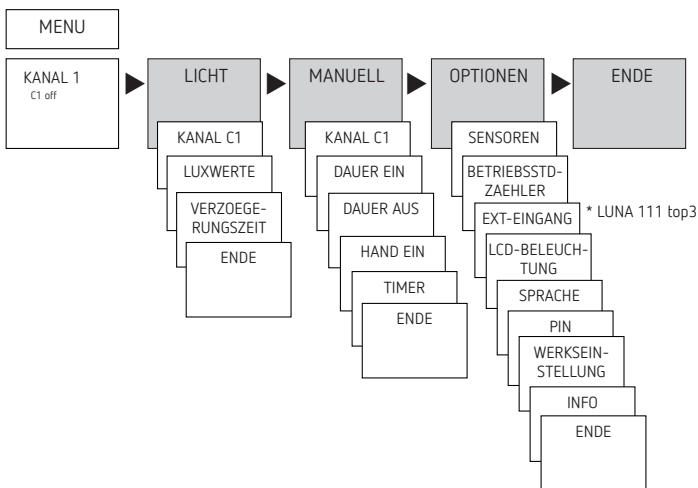 MENU
KANAL 1
C1 off
LICHT
MANUELL
OPTIONEN
ENDE
KANAL C1
LUXWERTE
VERZOEGE-
RUNGSZEIT
ENDE
KANAL C1
DAUER EIN
DAUER AUS
HAND EIN
TIMER
ENDE
SENSOREN
BETRIEBSSTD-
ZAEHLER
EXT-EINGANG
* LUNA 111 top3
LCD-BELEUCH-
TUNG
SPRACHE
PIN
WERKSEIN-
STELLUNG
INFO
ENDE